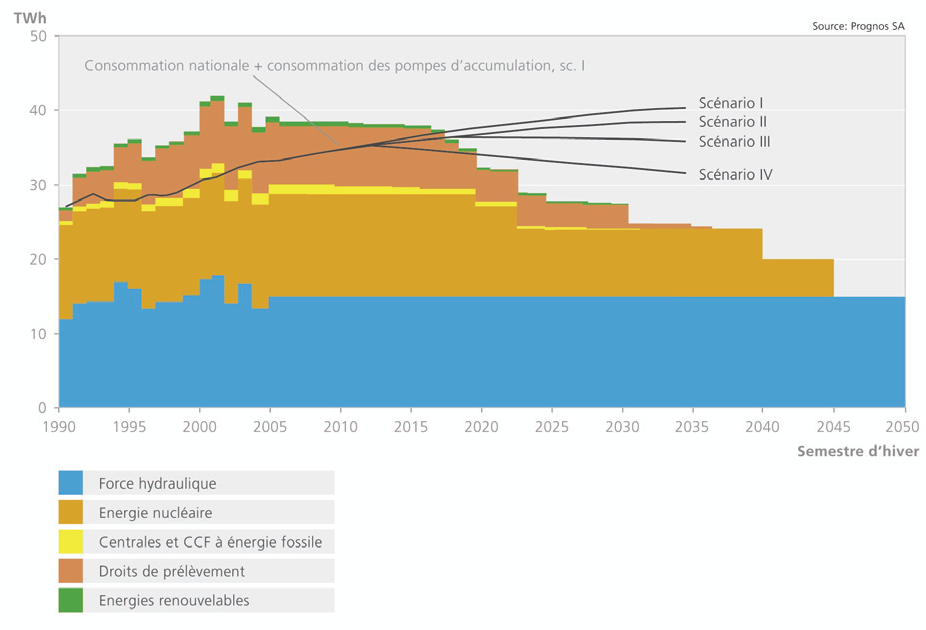 TWh
Source: Prognos SA
50
Consommation nationale + consommation des pompes d’accumulation, sc. I
40
Scénario I
Scénario II
Scénario III
30
Scénario IV
20
10
0
1990 1995 2000 2005 2010 2015 2020 2025 2030 2035 2040 2045 2050
Semestre d’hiver
Force hydraulique
Energie nucléaire
Centrales et CCF à énergie fossile
Droits de prélèvement
Energies renouvelables